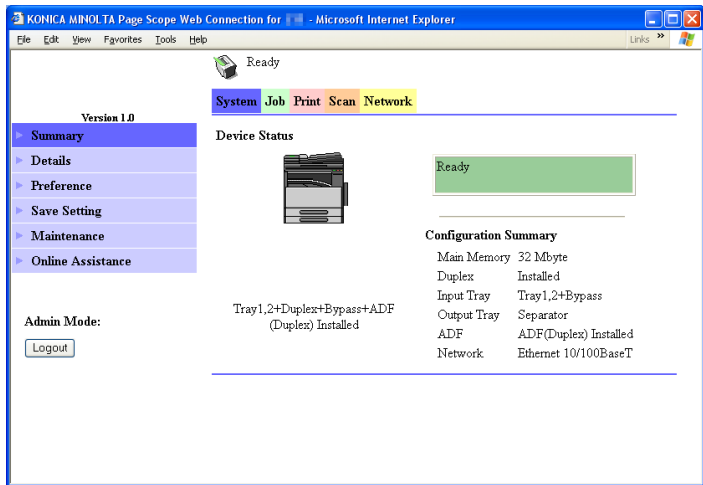 KONICA MINOLTA Page Scope Web Connection for - Microsoft Internet Explorer
File Edit View Favorites Tools Help
Links »
Ready
System Job Print Scan Network
Version 1.0
Summary
Details
Preference
Save Setting
Maintenance
Online Assistance
Admin Mode:
Logout
Device Status
Tray1,2+Duplex+Bypass+ADF
(Duplex) Installed
Ready
Configuration Summary
Main Memory 32 Mbyte
Duplex Installed
Input Tray Tray1,2+Bypass
Output Tray Separator
ADF ADF(Duplex) Installed
Network Ethernet 10/100BaseT